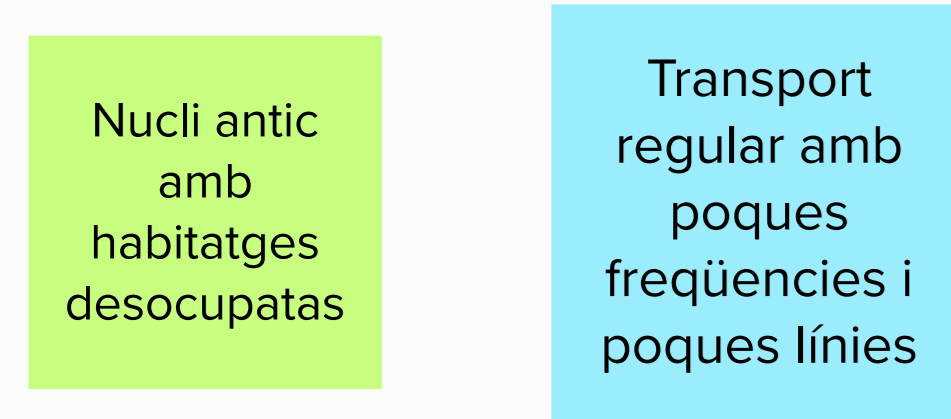 Nucli antic
amb
habitatges
desocupatas
Transport
regular amb
poques
freqüencies i
poques línies